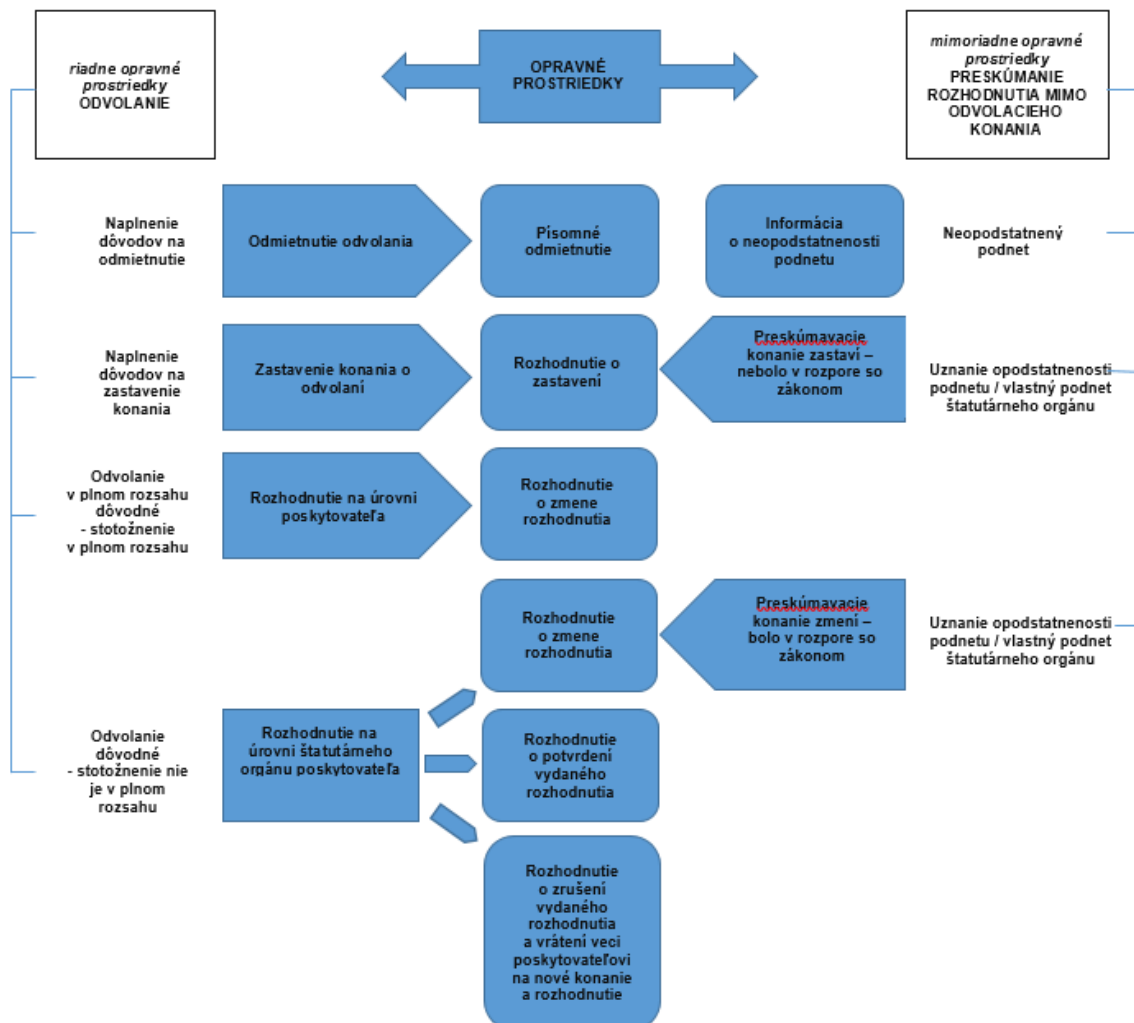 riadne opravné
prostriedky
ODVOLANIE
OPRAVNÉ
PROSTRIEDKY
mimoriadne opravné
prostriedky
PRESKÚMANIE
ROZHODNUTIA MIMO
ODVOLACIEHO
KONANIA
Naplnenie
dôvodov na
odmietnutie
Odmietnutie odvolania
Písomné
odmietnutie
Informácia
o neopodstatnenosti
podnetu
Neopodstatnený
podnet
Naplnenie
dôvodov na
zastavenie
konania
Zastavenie konania o
odvolaní
Rozhodnutie o
zastavení
Preskúmavacie
konanie zastaví –
nebolo v rozpore so
zákonom
Uznanie opodstatnenosti
podnetu / vlastný podnet
štatutárneho orgánu
Odvolanie
v plnom rozsahu
dôvodné
- stotožnenie
v plnom rozsahu
Rozhodnutie na úrovni
poskytovateľa
Rozhodnutie
o zmene
rozhodnutia
Rozhodnutie
o zmene
rozhodnutia
Preskúmavacie
konanie zmení –
bolo v rozpore so
zákonom
Uznanie opodstatnenosti
podnetu / vlastný podnet
štatutárneho orgánu
Odvolanie
dôvodné
- stotožnenie nie
je v plnom
rozsahu
Rozhodnutie na
úrovni štatutárneho
orgánu poskytovateľa
Rozhodnutie
o potvrdení
vydaného
rozhodnutia
Rozhodnutie
o zrušení
vydaného
rozhodnutia
a vrátení veci
poskytovateľovi
na nové konanie
a rozhodnutie